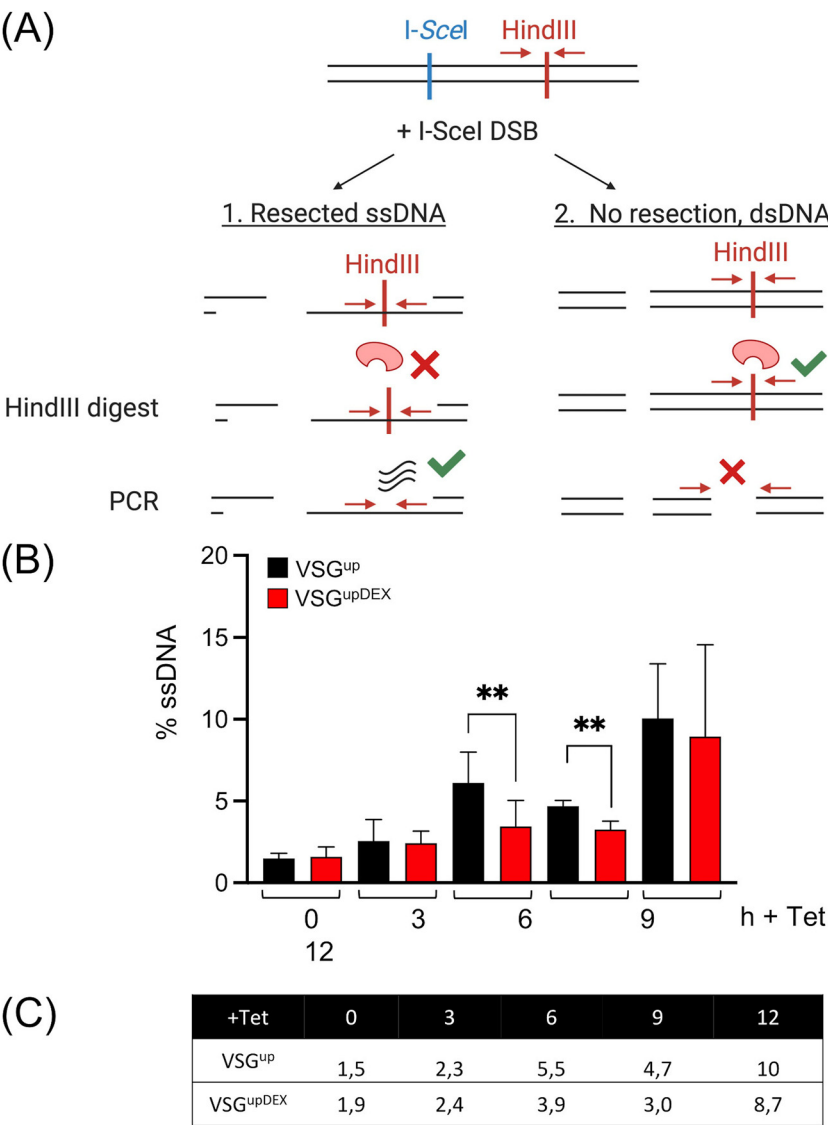 (A)
I-SceI HindIII
+ I-SceI DSB
1. Resected ssDNA 2. No resection, dsDNA
HindIII
HindIII
HindIII digest
PCR
(B)
20
15
10
5
0
% ssDNA
VSGup
VSGupDEX
**
**
0 3 6 9 h + Tet
12
(C)
+Tet 0 3 6 9 12
VSGup 1,5 2,3 5,5 4,7 10
VSGupDEX 1,9 2,4 3,9 3,0 8,7